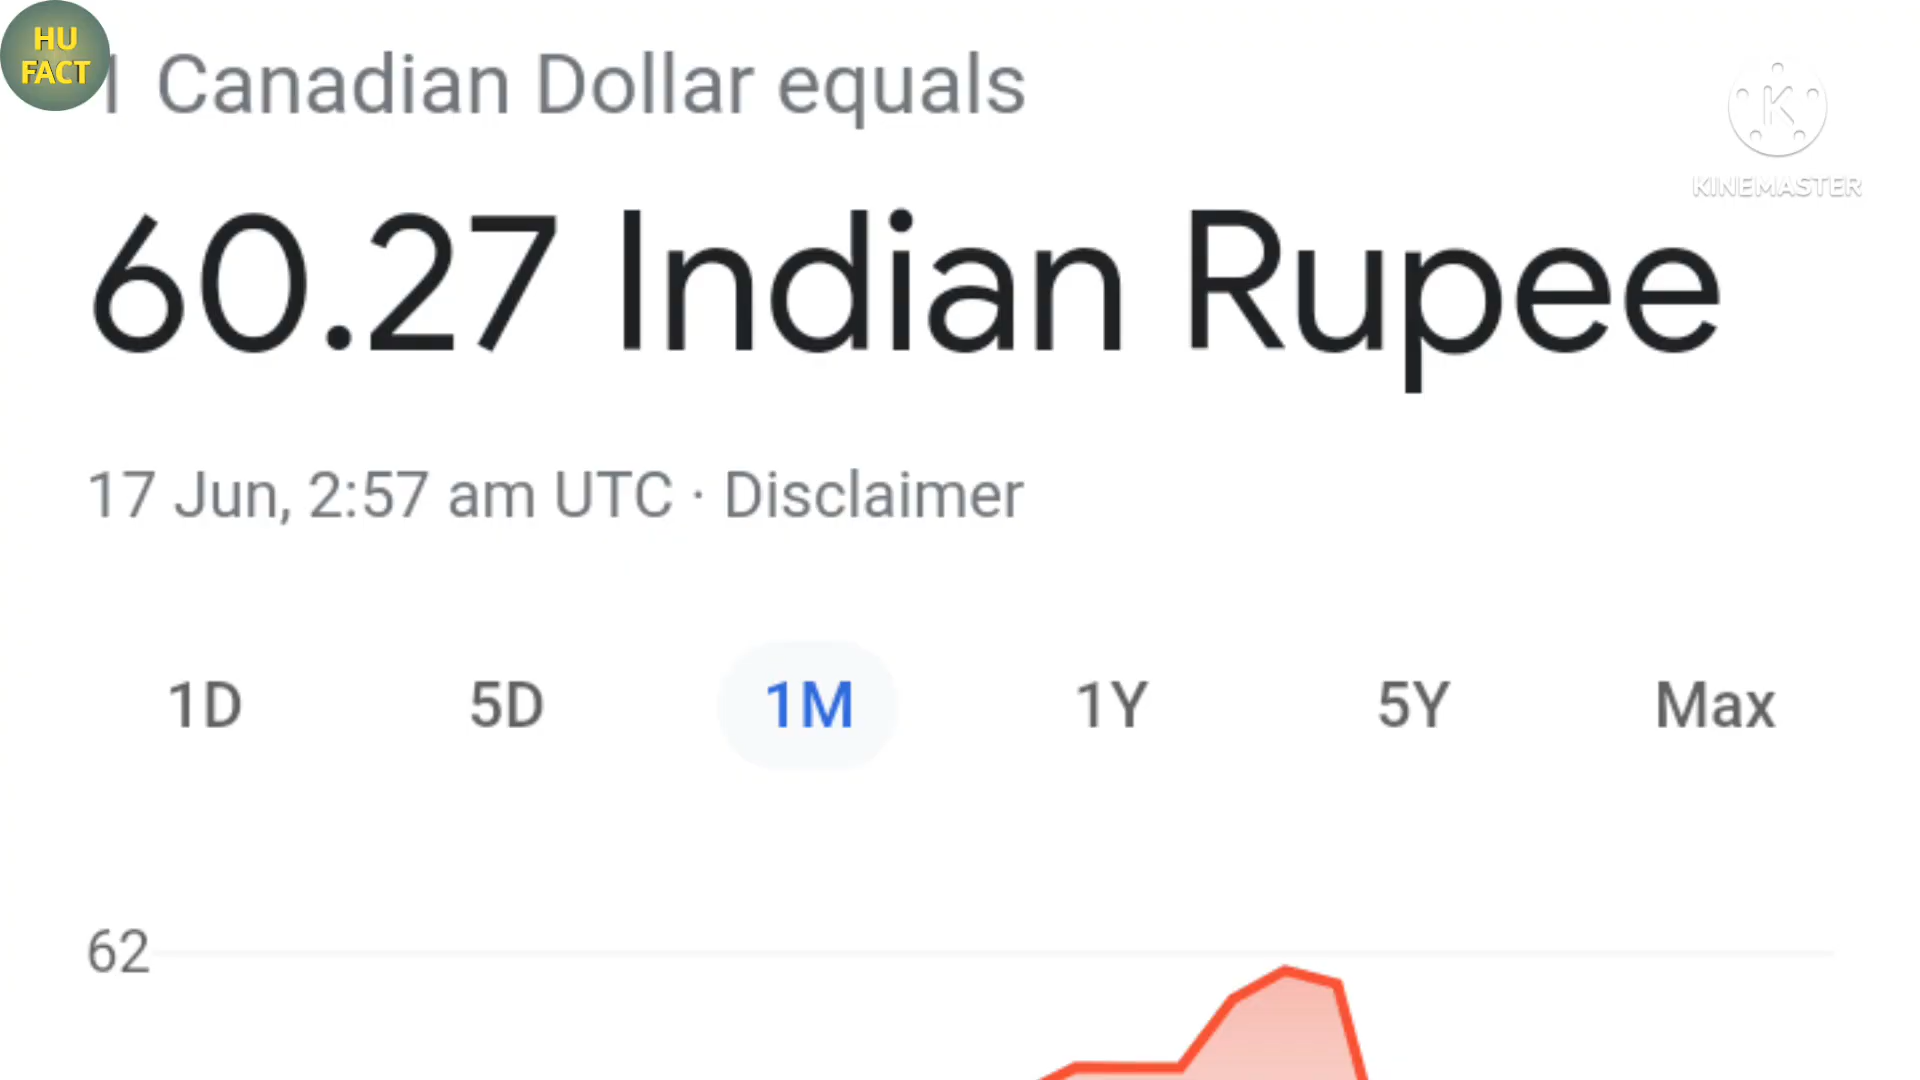 HU
FACT
1 Canadian Dollar equals
KINEMASTER
60.27 Indian Rupee
17 Jun, 2:57 am UTC · Disclaimer
1D 5D 1M 1Y 5Y Max
62